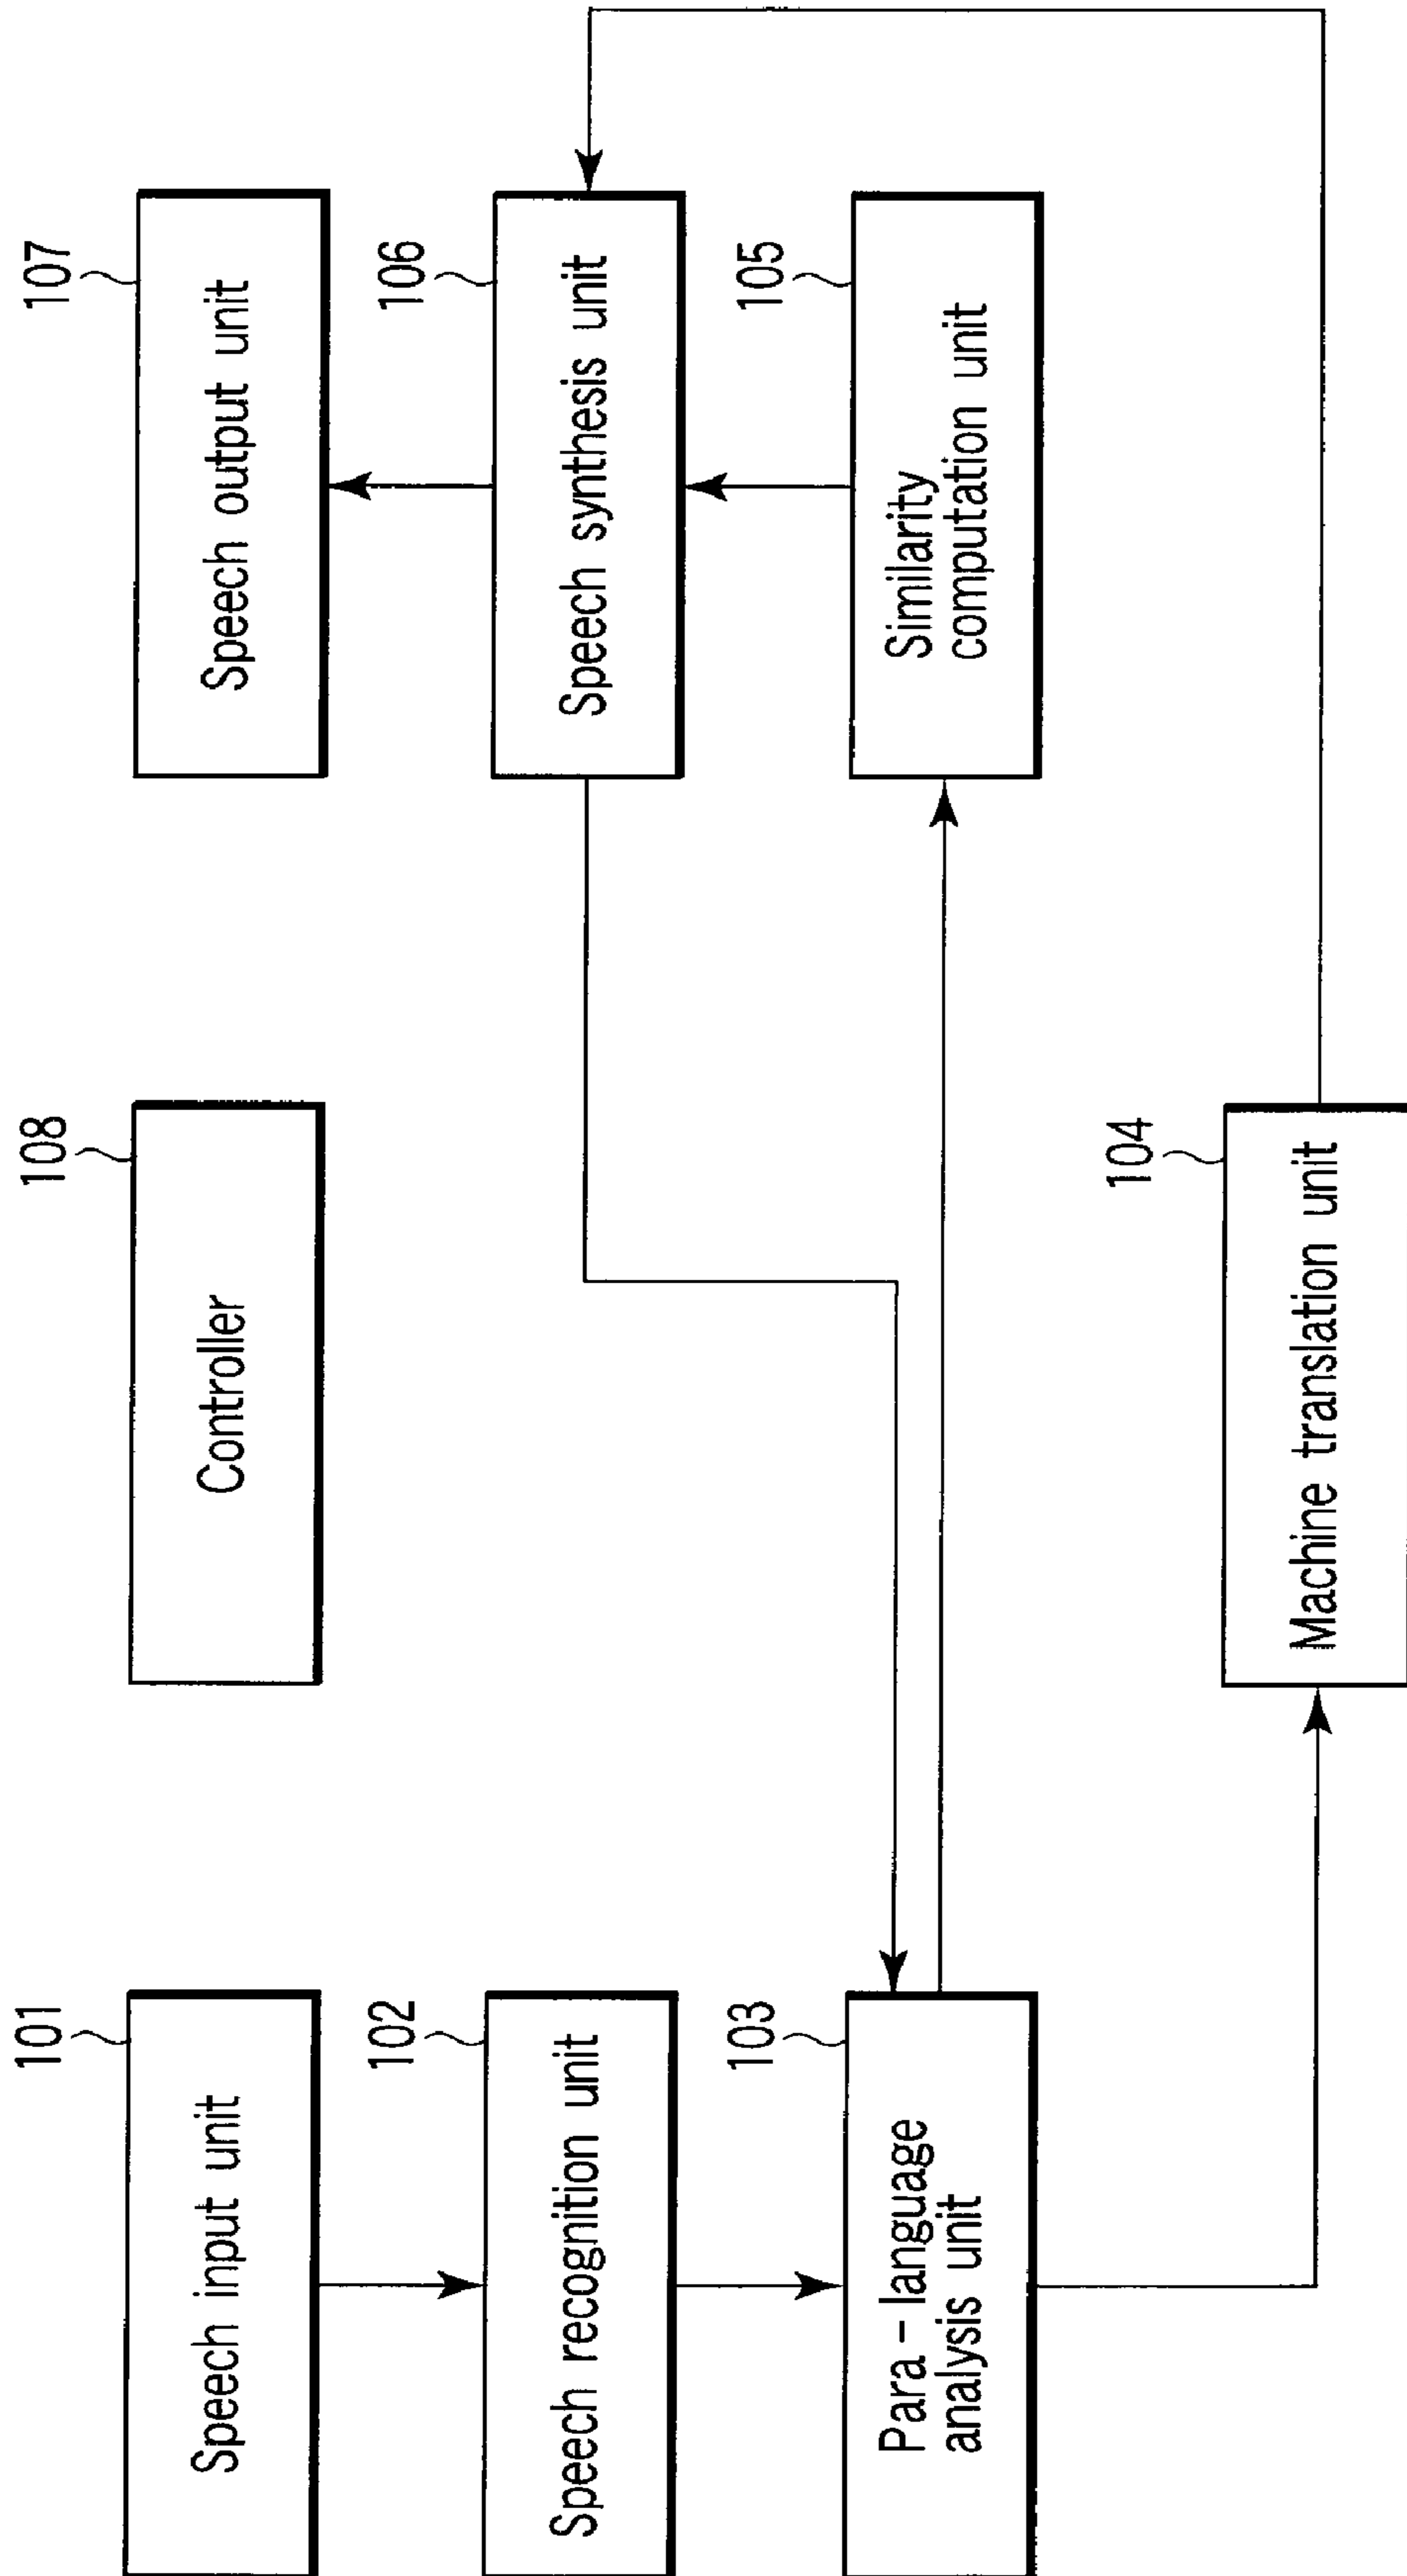 101
Speech input unit
102
Speech recognition unit
103
Para - language
analysis unit
108
Controller
104
Machine translation unit
107
Speech output unit
106
Speech synthesis unit
105
Similarity
computation unit